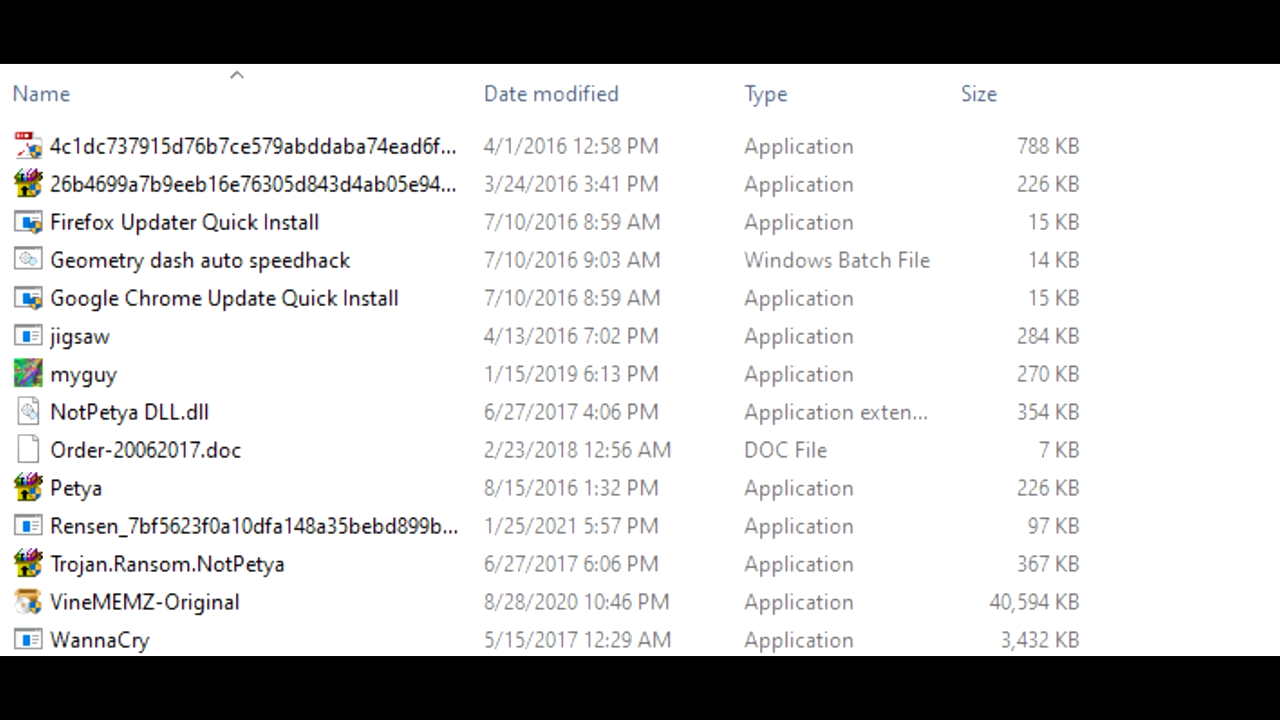 Name Date modified Type Size
4c1dc737915d76b7ce579abddaba74ead6f... 4/1/2016 12:58 PM Application 788 KB
26b4699a7b9eeb16e76305d843d4ab05e94... 3/24/2016 3:41 PM Application 226 KB
Firefox Updater Quick Install 7/10/2016 8:59 AM Application 15 KB
Geometry dash auto speedhack 7/10/2016 9:03 AM Windows Batch File 14 KB
Google Chrome Update Quick Install 7/10/2016 8:59 AM Application 15 KB
jigsaw 4/13/2016 7:02 PM Application 284 KB
myguy 1/15/2019 6:13 PM Application 270 KB
NotPetya DLL.dll 6/27/2017 4:06 PM Application exten... 354 KB
Order-20062017.doc 2/23/2018 12:56 AM DOC File 7 KB
Petya 8/15/2016 1:32 PM Application 226 KB
Rensen_7bf5623f0a10dfa148a35bebd899b... 1/25/2021 5:57 PM Application 97 KB
Trojan.Ransom.NotPetya 6/27/2017 6:06 PM Application 367 KB
VineMEMZ-Original 8/28/2020 10:46 PM Application 40,594 KB
WannaCry 5/15/2017 12:29 AM Application 3,432 KB